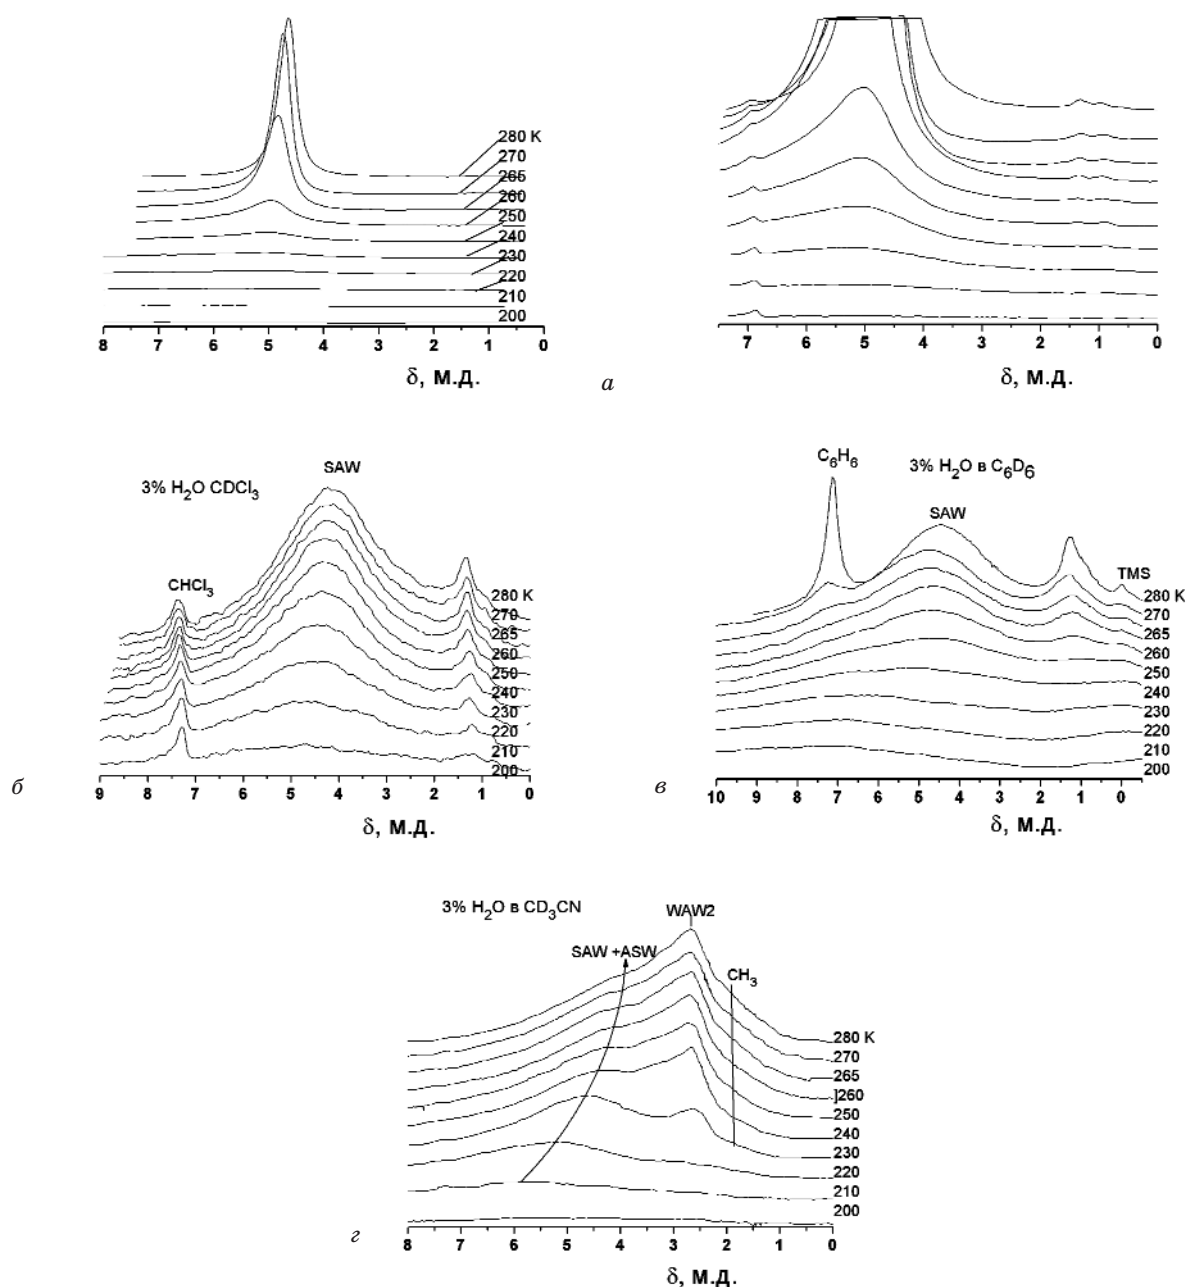 280 K
270
265
260
250
240
230
220
210
200
8 7 6 5 4 3 2 1 0
δ, М.Д.
7 6 5 4 3 2 1 0
δ, М.Д.
а
3% H₂O CDCl₃
SAW
CHCl₃
280 K
270
265
260
250
240
230
220
210
200
9 8 7 6 5 4 3 2 1 0
δ, М.Д.
б
C₆H₆
3% H₂O в C₆D₆
SAW
TMS
280 K
270
265
260
250
240
230
220
210
200
10 9 8 7 6 5 4 3 2 1 0
δ, М.Д.
в
3% H₂O в CD₃CN
WAW2
SAW +ASW
CH₃
280 K
270
265
]260
250
240
230
220
210
200
8 7 6 5 4 3 2 1 0
δ, М.Д.
г